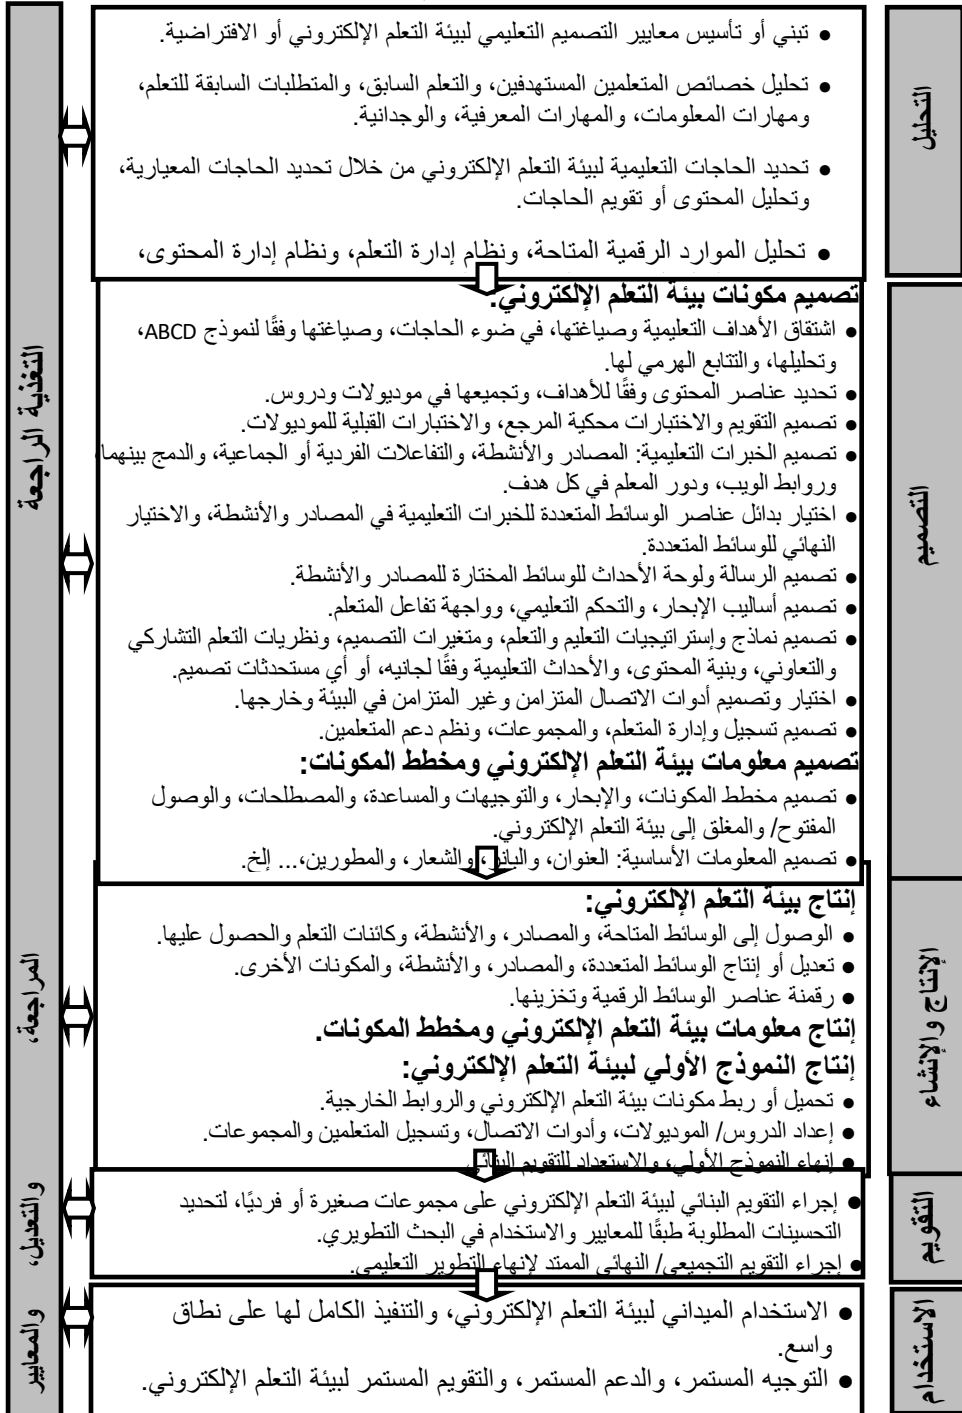 التحليل
• تبني أو تأسيس معايير التصميم التعليمي لبيئة التعلم الإلكتروني أو الافتراضية.
• تحليل خصائص المتعلمين المستهدفين، والتعلم السابق، والمتطلبات السابقة للتعلم،
ومهارات المعلومات، والمهارات المعرفية، والوجدانية.
• تحديد الحاجات التعليمية لبيئة التعلم الإلكتروني من خلال تحديد الحاجات المعيارية،
وتحليل المحتوى أو تقويم الحاجات.
• تحليل الموارد الرقمية المتاحة، ونظام إدارة التعلم، ونظام إدارة المحتوى،
التصميم
تصميم مكونات بيئة التعلم الإلكتروني:
• اشتقاق الأهداف التعليمية وصياغتها، في ضوء الحاجات، وصياغتها وفقًا لنموذج ABCD،
وتحليلها، والتتابع الهرمي لها.
• تحديد عناصر المحتوى وفقًا للأهداف، وتجميعها في موديولات ودروس.
• تصميم التقويم والاختبارات محكية المرجع، والاختبارات القبلية للموديولات.
• تصميم الخبرات التعليمية: المصادر والأنشطة، والتفاعلات الفردية أو الجماعية، والدمج بينهما
وروابط الويب، ودور المعلم في كل هدف.
• اختيار بدائل عناصر الوسائط المتعددة للخبرات التعليمية في المصادر والأنشطة، والاختيار
النهائي للوسائط المتعددة.
• تصميم الرسالة ولوحة الأحداث للوسائط المختارة للمصادر والأنشطة.
• تصميم أساليب الإبحار، والتحكم التعليمي، وواجهة تفاعل المتعلم.
• تصميم نماذج وإستراتيجيات التعليم والتعلم، ومتغيرات التصميم، ونظريات التعلم التشاركي
والتعاوني، وبنية المحتوى، والأحداث التعليمية وفقًا لجانيه، أو أي مستحدثات تصميم.
• اختيار وتصميم أدوات الاتصال المتزامن وغير المتزامن في البيئة وخارجها.
• تصميم تسجيل وإدارة المتعلم، والمجموعات، ونظم دعم المتعلمين.
تصميم معلومات بيئة التعلم الإلكتروني ومخطط المكونات:
• تصميم مخطط المكونات، والإبحار، والتوجيهات والمساعدة، والمصطلحات، والوصول
المفتوح/ والمغلق إلى بيئة التعلم الإلكتروني.
• تصميم المعلومات الأساسية: العنوان، والبانر، والشعار، والمطورين،... إلخ.
الإنتاج والإنشاء
إنتاج بيئة التعلم الإلكتروني:
• الوصول إلى الوسائط المتاحة، والمصادر، والأنشطة، وكائنات التعلم والحصول عليها.
• تعديل أو إنتاج الوسائط المتعددة، والمصادر، والأنشطة، والمكونات الأخرى.
• رقمنة عناصر الوسائط الرقمية وتخزينها.
إنتاج معلومات بيئة التعلم الإلكتروني ومخطط المكونات.
إنتاج النموذج الأولي لبيئة التعلم الإلكتروني:
• تحميل أو ربط مكونات بيئة التعلم الإلكتروني والروابط الخارجية.
• إعداد الدروس/ الموديولات، وأدوات الاتصال، وتسجيل المتعلمين والمجموعات.
• إنهاء النموذج الأولي، والاستعداد للتقويم البنائي
التقويم
• إجراء التقويم البنائي لبيئة التعلم الإلكتروني على مجموعات صغيرة أو فرديًا، لتحديد
التحسينات المطلوبة طبقًا للمعايير والاستخدام في البحث التطويري.
• إجراء التقويم التجميعي/ النهائي الممتد لإنهاء التطوير التعليمي.
الاستخدام
• الاستخدام الميداني لبيئة التعلم الإلكتروني، والتنفيذ الكامل لها على نطاق
واسع.
• التوجيه المستمر، والدعم المستمر، والتقويم المستمر لبيئة التعلم الإلكتروني.
التغذية الراجعة
المراجعة،
والتعديل،
والمعايير